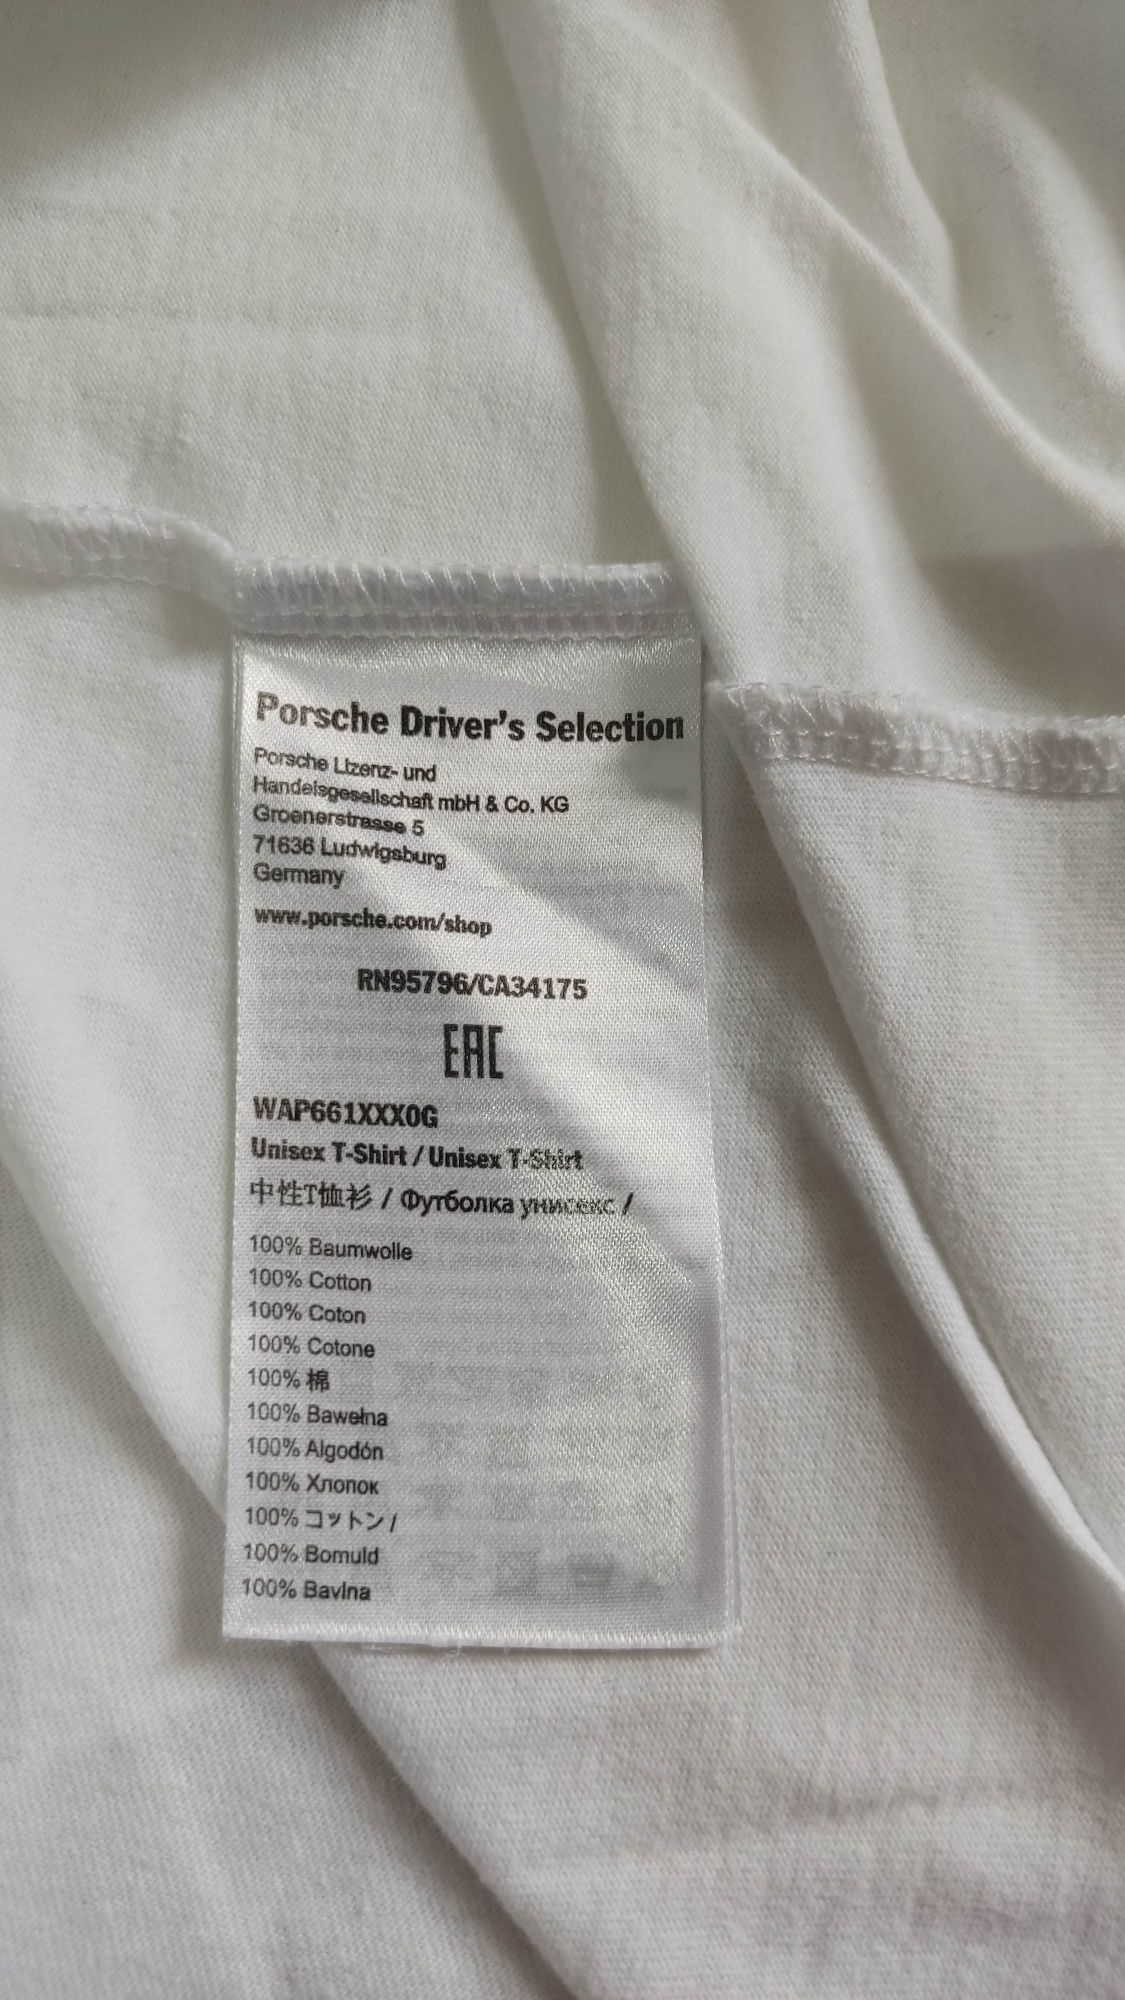 Porsche Driver's Selection
Porsche Lizenz- und
Handelsgesellschaft mbH & Co. KG
Groenerstrasse 5
71636 Ludwigsburg
Germany
www.porsche.com/shop
RN95796/CA34175
EAC
WAP661XXX0G
Unisex T-Shirt / Unisex T-Shirt
中性T恤衫 / Футболка унисекс /
100% Baumwolle
100% Cotton
100% Coton
100% Cotone
100% 棉
100% Bawełna
100% Algodón
100% Хлопок
100% コットン /
100% Bomuld
100% Bavlna